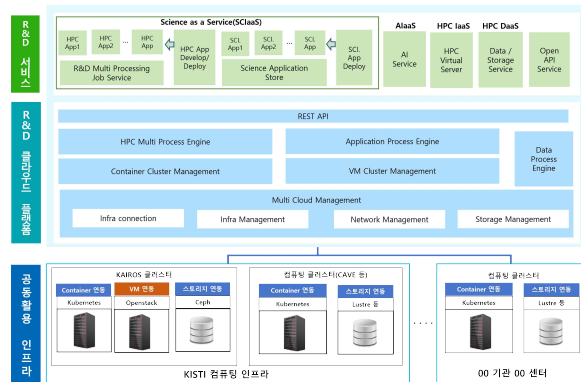 R&D 서비스
Science as a Service(SCIaaS)
HPC App1
HPC App2
...
HPC App
HPC App Develop/ Deploy
R&D Multi Processing Job Service
SCI. App1
SCI. App2
...
SCI. App
SCI. App Deploy
Science Application Store
AIaaS
AI Service
HPC IaaS
HPC Virtual Server
HPC DaaS
Data / Storage Service
Open API Service
R&D 클라우드 플랫폼
REST API
HPC Multi Process Engine
Application Process Engine
Container Cluster Management
VM Cluster Management
Data Process Engine
Multi Cloud Management
Infra connection
Infra Management
Network Management
Storage Management
공동활용 인프라
KAIROS 클러스터
Container 연동
Kubernetes
VM 연동
Openstack
스토리지 연동
Ceph
컴퓨팅 클러스터(CAVE 등)
Container 연동
Kubernetes
스토리지 연동
Lustre 등
KISTI 컴퓨팅 인프라
....
컴퓨팅 클러스터
Container 연동
Kubernetes
스토리지 연동
Lustre 등
00 기관 00 센터